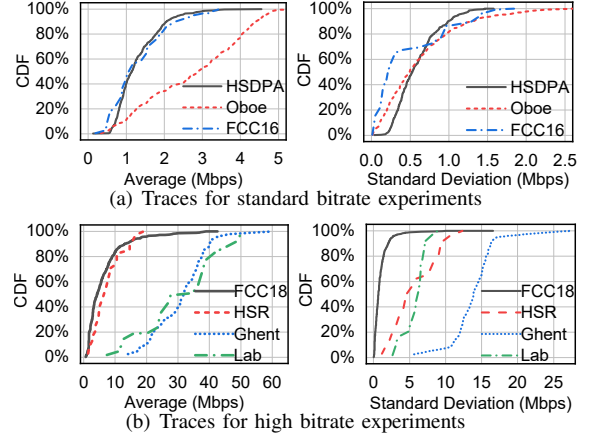 100%
80%
60%
40%
20%
0%
CDF
HSDPA
Oboe
FCC16
0 1 2 3 4 5
Average (Mbps)
100%
80%
60%
40%
20%
0%
CDF
HSDPA
Oboe
FCC16
0.0 0.5 1.0 1.5 2.0 2.5
Standard Deviation (Mbps)
(a) Traces for standard bitrate experiments
100%
80%
60%
40%
20%
0%
CDF
FCC18
HSR
Ghent
Lab
0 10 20 30 40 50 60
Average (Mbps)
100%
80%
60%
40%
20%
0%
CDF
FCC18
HSR
Ghent
Lab
0 5 10 15 20 25
Standard Deviation (Mbps)
(b) Traces for high bitrate experiments